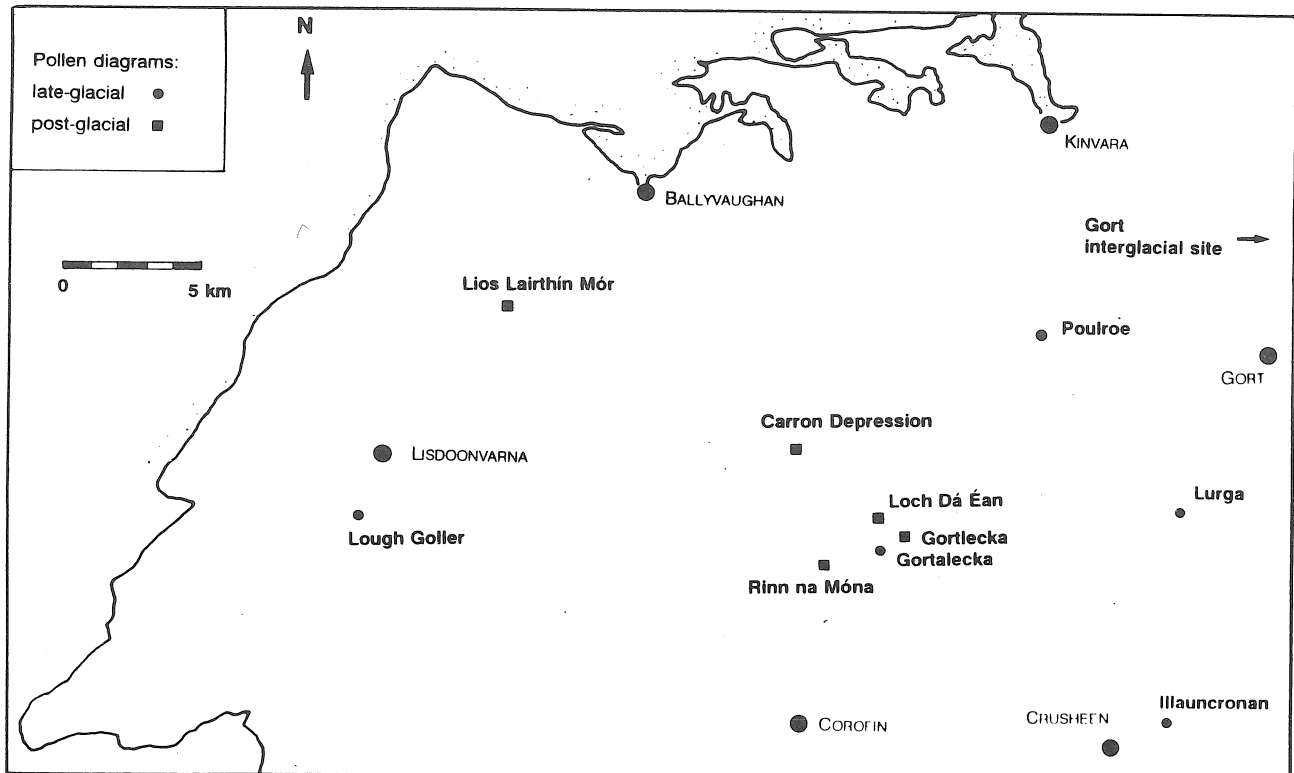 Pollen diagrams:
late-glacial
post-glacial
N
KINVARA
BALLYVAUGHAN
Gort
interglacial site
0 5 km
Lios Lairthín Mór
Poulroe
GORT
Carron Depression
LISDOONVARNA
Loch Dá Éan
Lurga
Lough Goller
Gortlecka
Gortalecka
Rinn na Móna
Illauncronan
CRUSHEEN
COROFIN